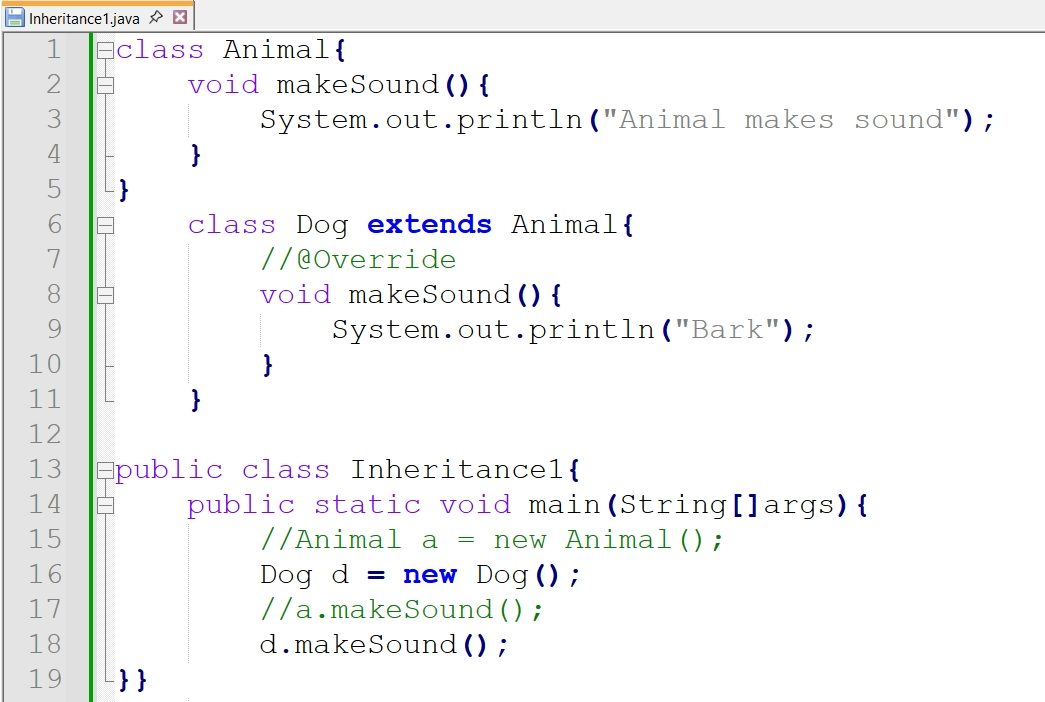 Inheritance1.java
1 class Animal{
2 void makeSound(){
3 System.out.println("Animal makes sound");
4 }
5 }
6 class Dog extends Animal{
7 //@Override
8 void makeSound(){
9 System.out.println("Bark");
10 }
11 }
12
13 public class Inheritance1{
14 public static void main(String[]args){
15 //Animal a = new Animal();
16 Dog d = new Dog();
17 //a.makeSound();
18 d.makeSound();
19 }}